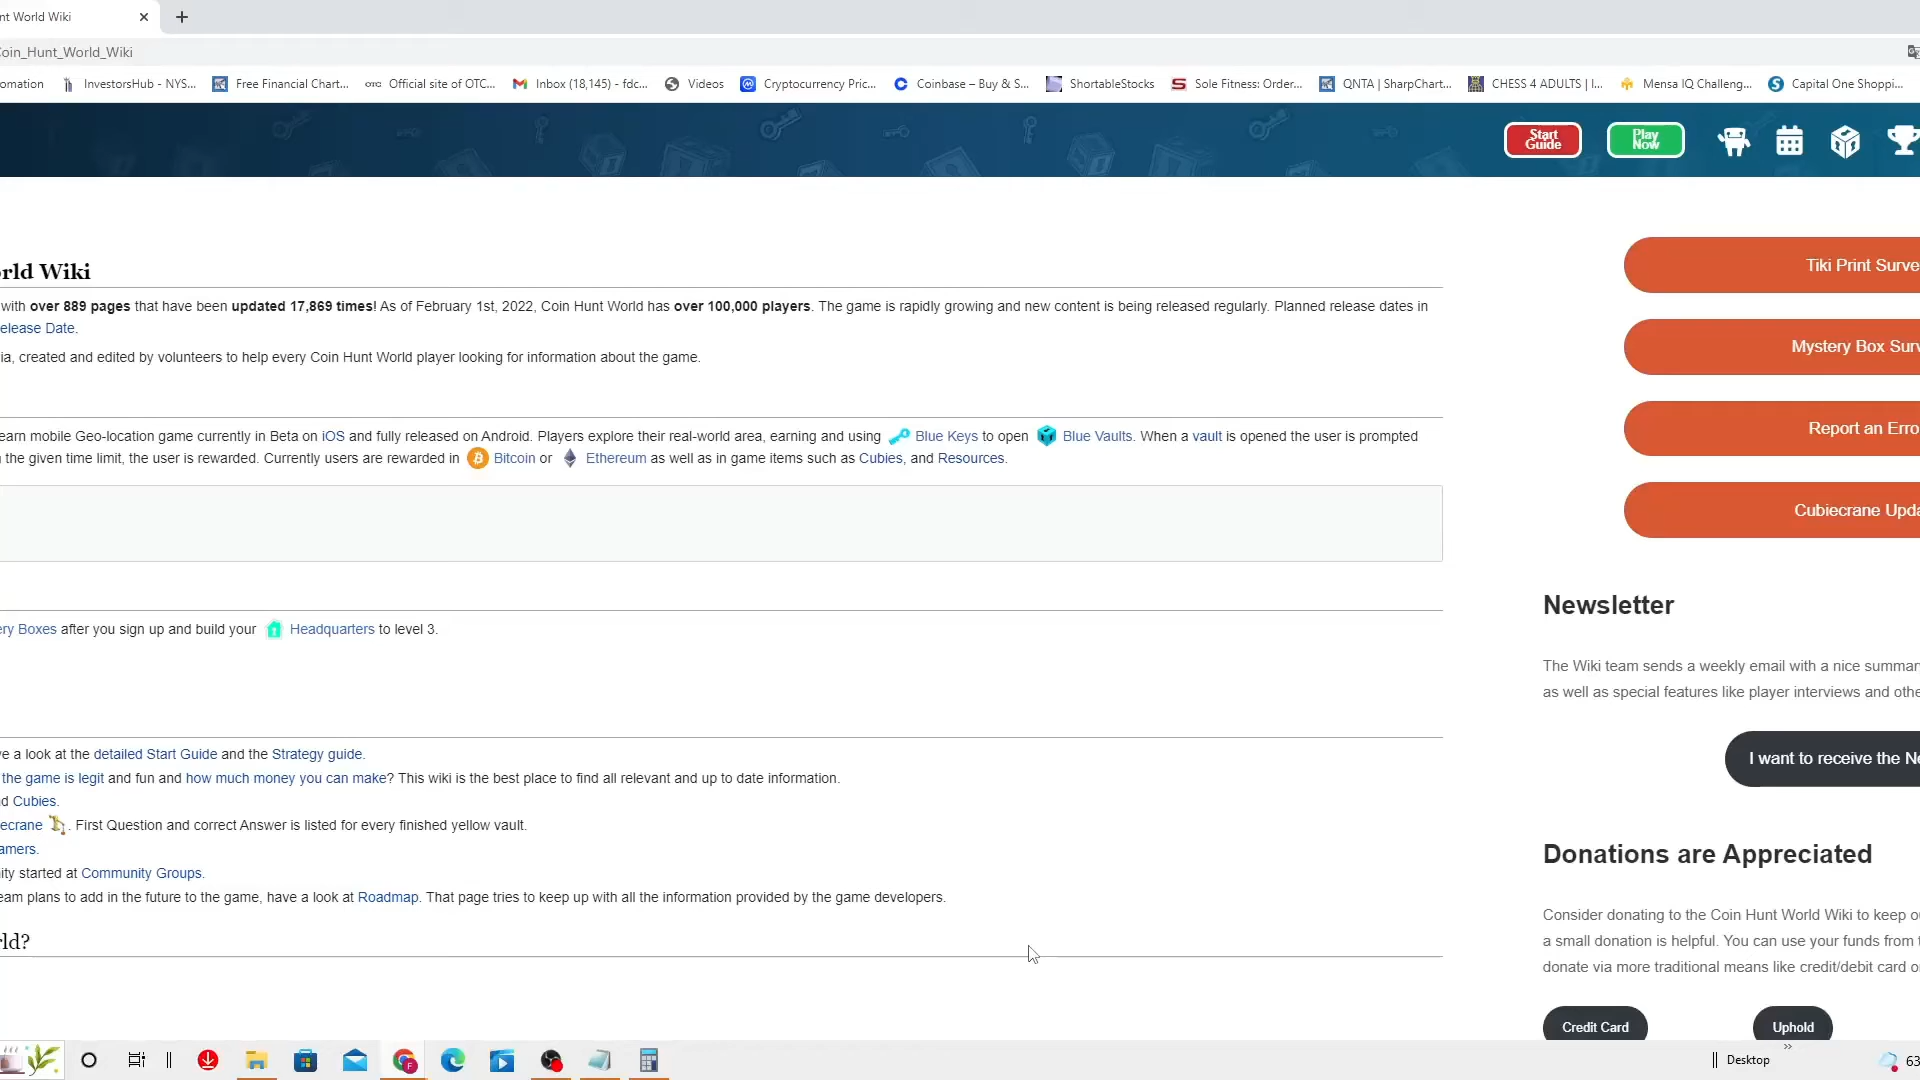 nt World Wiki
Coin_Hunt_World_Wiki
omation InvestorsHub - NYS... Free Financial Chart... OTC Official site of OTC... Inbox (18,145) - fdc... Videos Cryptocurrency Pric... Coinbase – Buy & S... ShortableStocks Sole Fitness: Order... QNTA | SharpChart... CHESS 4 ADULTS | I... Mensa IQ Challeng... Capital One Shoppi...
Start Guide
Play Now
Tiki Print Surve
orld Wiki
with over 889 pages that have been updated 17,869 times! As of February 1st, 2022, Coin Hunt World has over 100,000 players. The game is rapidly growing and new content is being released regularly. Planned release dates in
elease Date.
Mystery Box Surv
ia, created and edited by volunteers to help every Coin Hunt World player looking for information about the game.
Report an Erro
earn mobile Geo-location game currently in Beta on iOS and fully released on Android. Players explore their real-world area, earning and using Blue Keys to open Blue Vaults. When a vault is opened the user is prompted
the given time limit, the user is rewarded. Currently users are rewarded in Bitcoin or Ethereum as well as in game items such as Cubies, and Resources.
Cubiecrane Upda
Newsletter
ery Boxes after you sign up and build your Headquarters to level 3.
The Wiki team sends a weekly email with a nice summar
as well as special features like player interviews and othe
I want to receive the Ne
ve a look at the detailed Start Guide and the Strategy guide.
the game is legit and fun and how much money you can make? This wiki is the best place to find all relevant and up to date information.
nd Cubies.
ecrane . First Question and correct Answer is listed for every finished yellow vault.
amers.
ity started at Community Groups.
eam plans to add in the future to the game, have a look at Roadmap. That page tries to keep up with all the information provided by the game developers.
rld?
Donations are Appreciated
Consider donating to the Coin Hunt World Wiki to keep o
a small donation is helpful. You can use your funds from
donate via more traditional means like credit/debit card o
Credit Card
Uphold
Desktop
63